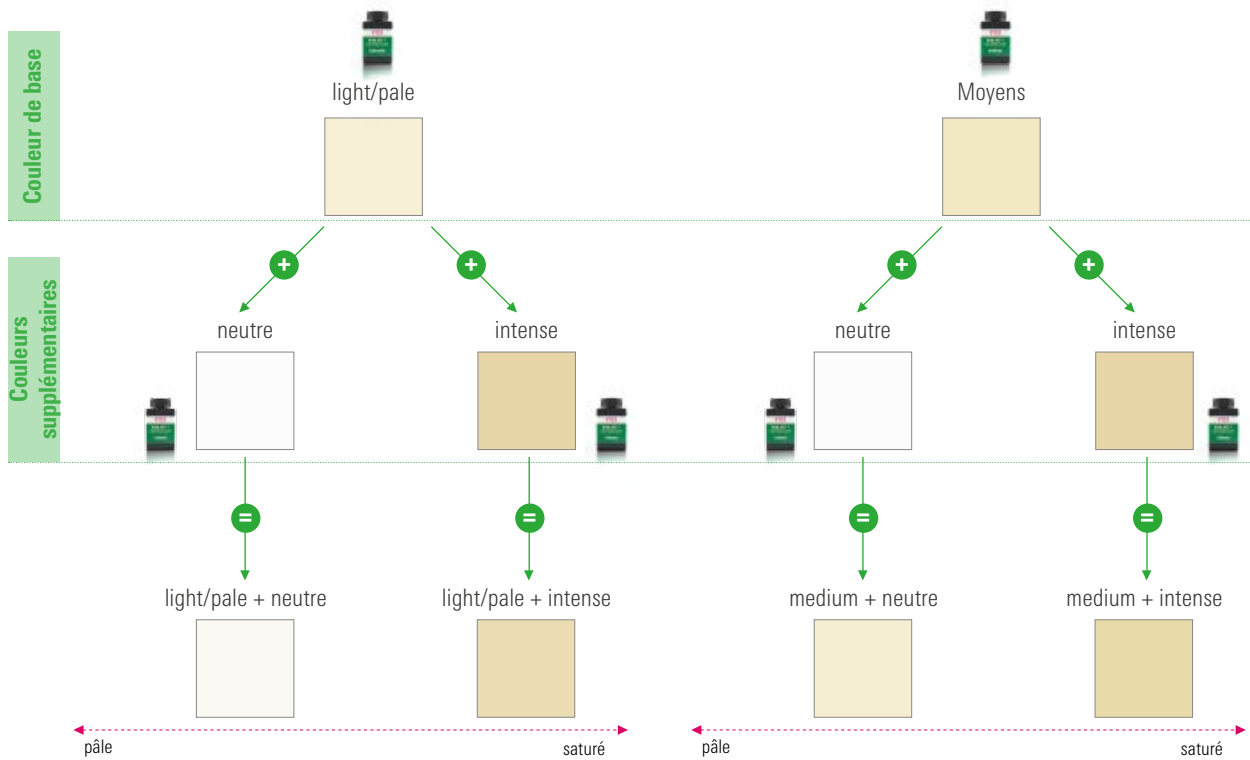 Couleur de base
light/pale
Moyens
+
+
+
+
Couleurs
supplémentaires
neutre
intense
neutre
intense
=
=
=
=
light/pale + neutre
light/pale + intense
medium + neutre
medium + intense
pâle
saturé
pâle
saturé